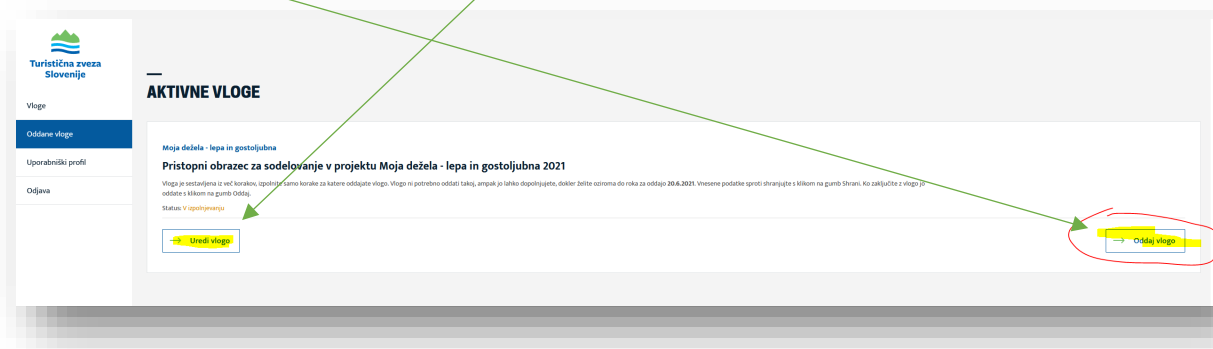 Turistična zveza
Slovenije
Vloge
Oddane vloge
Uporabniški profil
Odjava
AKTIVNE VLOGE
Moja dežela - lepa in gostoljubna
Pristopni obrazec za sodelovanje v projektu Moja dežela - lepa in gostoljubna 2021
Vloga je sestavljena iz več korakov, izpolnite samo korake za katere oddajate vlogo. Vlogo ni potrebno oddati takoj, ampak jo lahko dopolnjujete, dokler želite oziroma do roka za oddajo 20.6.2021. Vnesene podatke sproti shranjujte s klikom na gumb Shrani. Ko zaključite z vlogo jo
oddate s klikom na gumb Oddaj.
Status: V izpolnjevanju
Uredi vlogo
Oddaj vlogo